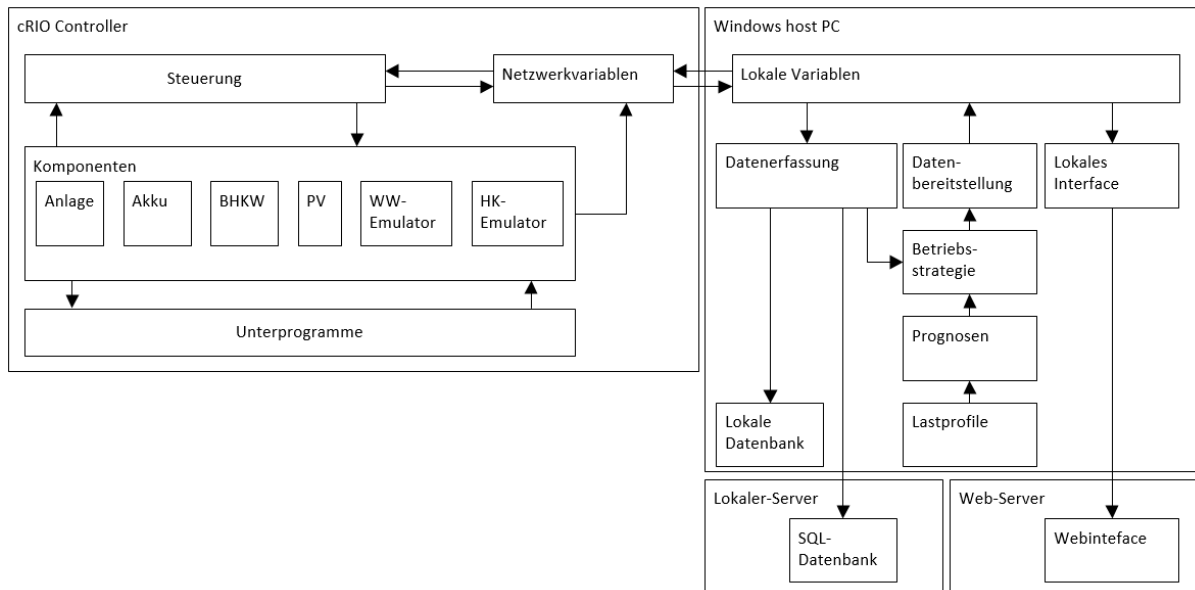 cRIO Controller
Steuerung
Netzwerkvariablen
Komponenten
Anlage
Akku
BHKW
PV
WW-
Emulator
HK-
Emulator
Unterprogramme
Windows host PC
Lokale Variablen
Datenerfassung
Daten-
bereitstellung
Lokales
Interface
Betriebs-
strategie
Prognosen
Lokale
Datenbank
Lastprofile
Lokaler-Server
SQL-
Datenbank
Web-Server
Webinteface